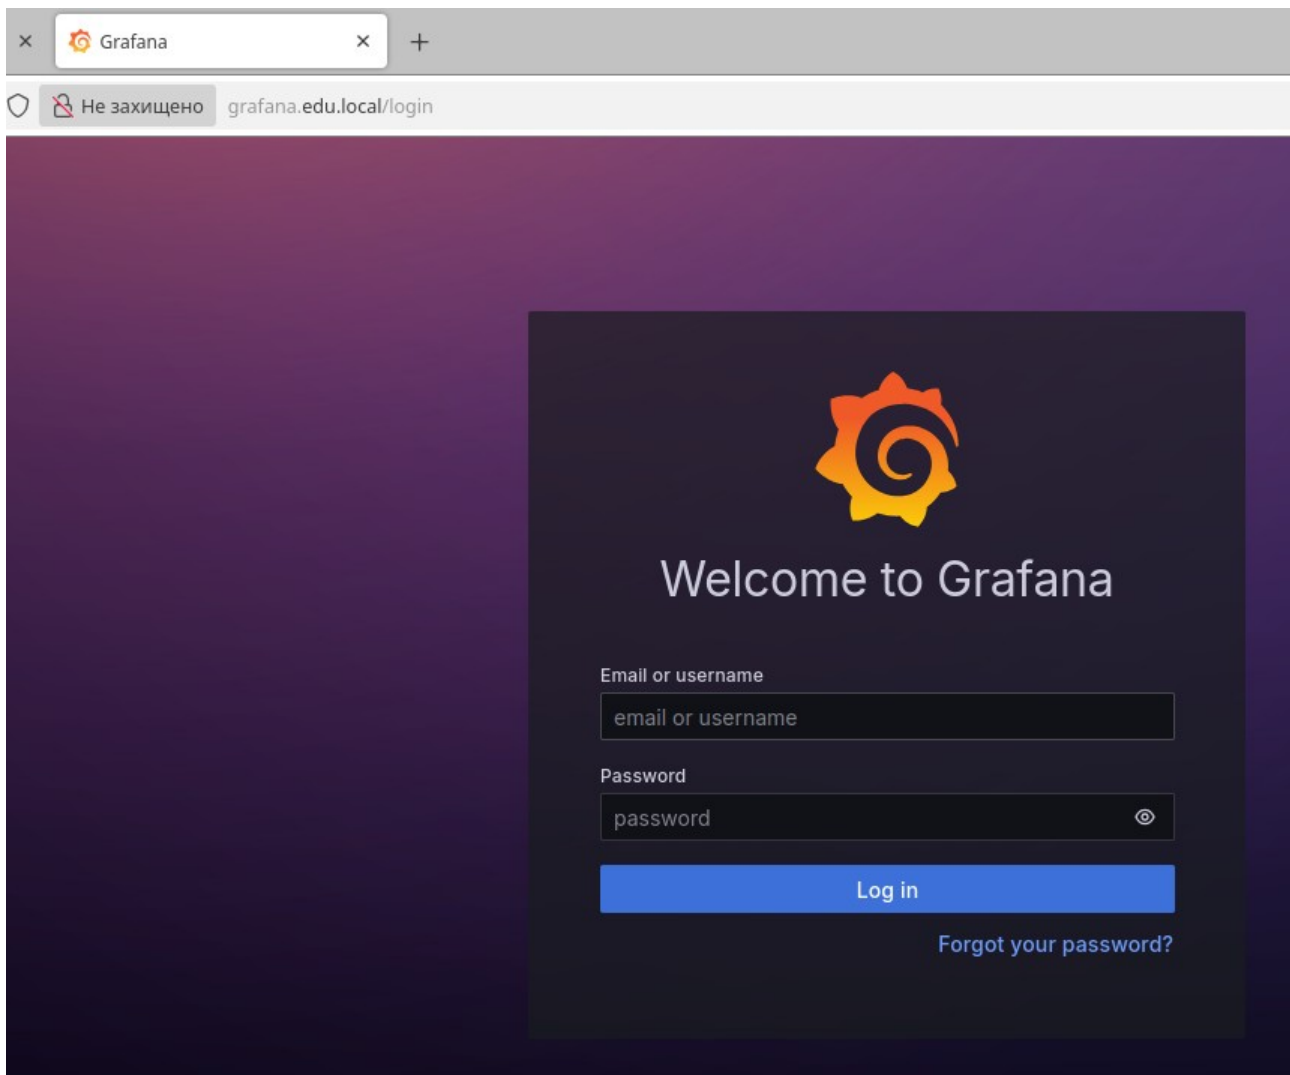 Grafana
Не захищено grafana.edu.local/login
Welcome to Grafana
Email or username
email or username
Password
password
Log in
Forgot your password?